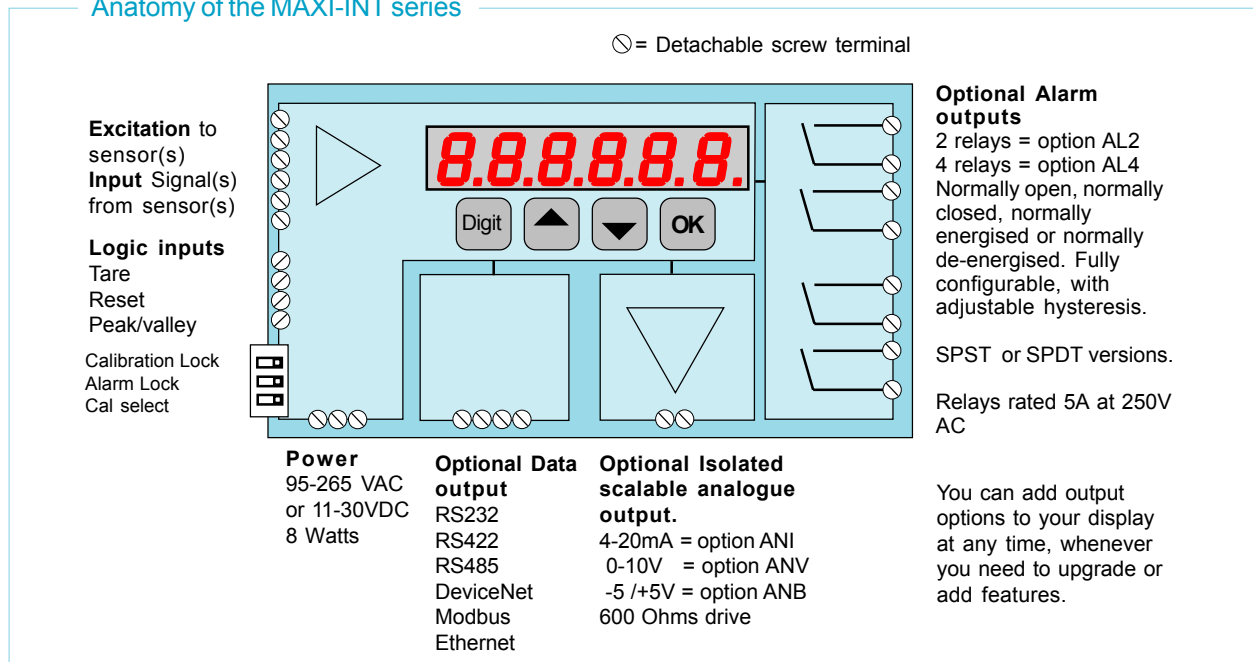 Anatomy of the MAXI-INT series
= Detachable screw terminal
Excitation to
sensor(s)
Input Signal(s)
from sensor(s)
Logic inputs
Tare
Reset
Peak/valley
Calibration Lock
Alarm Lock
Cal select
8.8.8.8.8.8.
Digit
OK
Optional Alarm
outputs
2 relays = option AL2
4 relays = option AL4
Normally open, normally
closed, normally
energised or normally
de-energised. Fully
configurable, with
adjustable hysteresis.
SPST or SPDT versions.
Relays rated 5A at 250V
AC
Power
95-265 VAC
or 11-30VDC
8 Watts
Optional Data
output
RS232
RS422
RS485
DeviceNet
Modbus
Ethernet
Optional Isolated
scalable analogue
output.
4-20mA = option ANI
0-10V = option ANV
-5 /+5V = option ANB
600 Ohms drive
You can add output
options to your display
at any time, whenever
you need to upgrade or
add features.